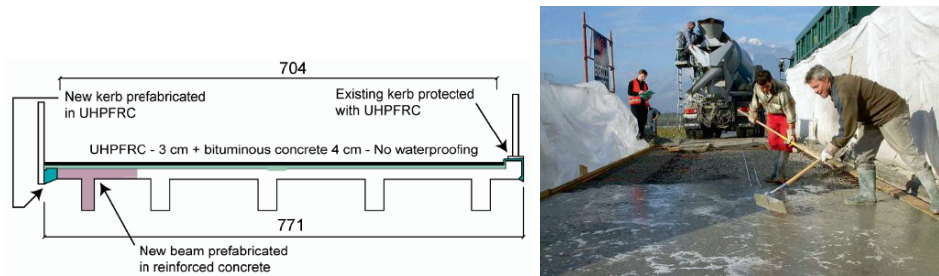 704
New kerb prefabricated
in UHPFRC
Existing kerb protected
with UHPFRC
UHPFRC - 3 cm + bituminous concrete 4 cm - No waterproofing
771
New beam prefabricated
in reinforced concrete